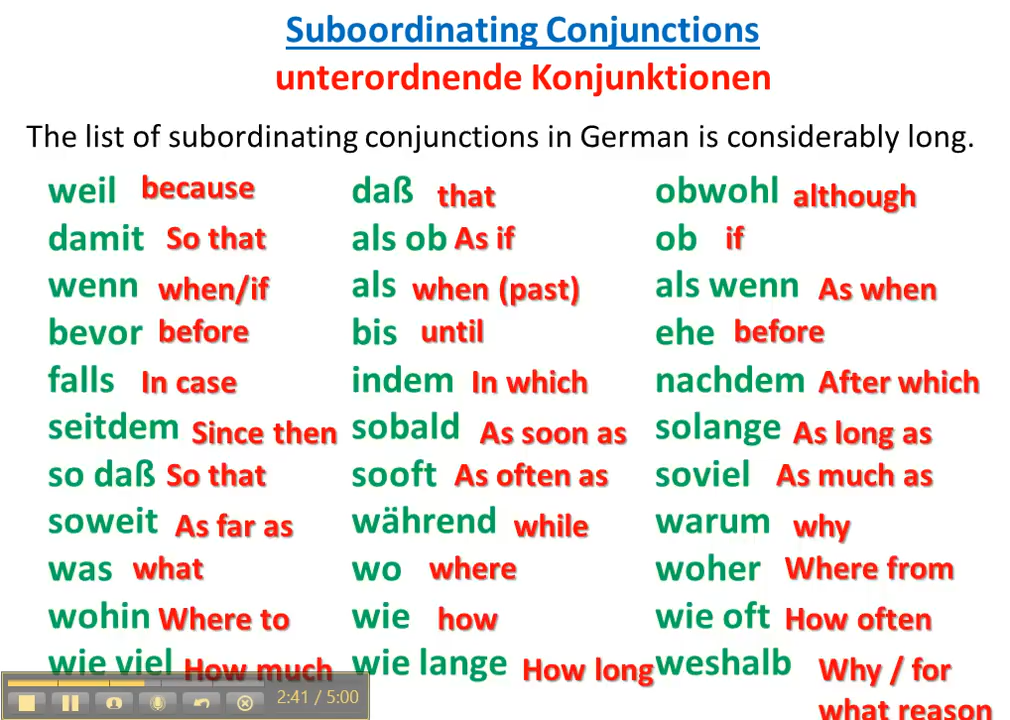 Suboordinating Conjunctions
unterordnende Konjunktionen
The list of subordinating conjunctions in German is considerably long.
weil because daß that obwohl although
damit So that als ob As if ob if
wenn when/if als when (past) als wenn As when
bevor before bis until ehe before
falls In case indem In which nachdem After which
seitdem Since then sobald As soon as solange As long as
so daß So that sooft As often as soviel As much as
soweit As far as während while warum why
was what wo where woher Where from
wohin Where to wie how wie oft How often
wie viel How much wie lange How long weshalb Why / for
what reason
2:41 / 5:00